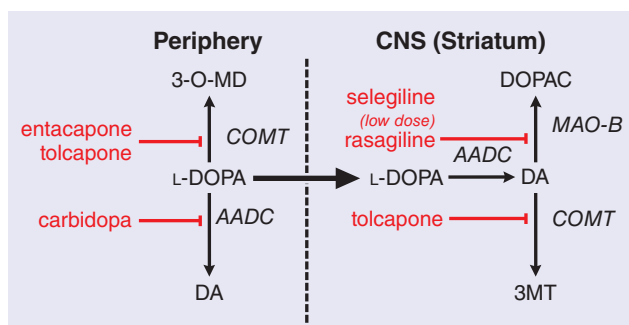 Periphery
CNS (Striatum)
3-O-MD
DOPAC
selegiline
(low dose)
rasagiline
entacapone
tolcapone
COMT
MAO-B
AADC
L-DOPA
L-DOPA
DA
carbidopa
AADC
tolcapone
COMT
DA
3MT